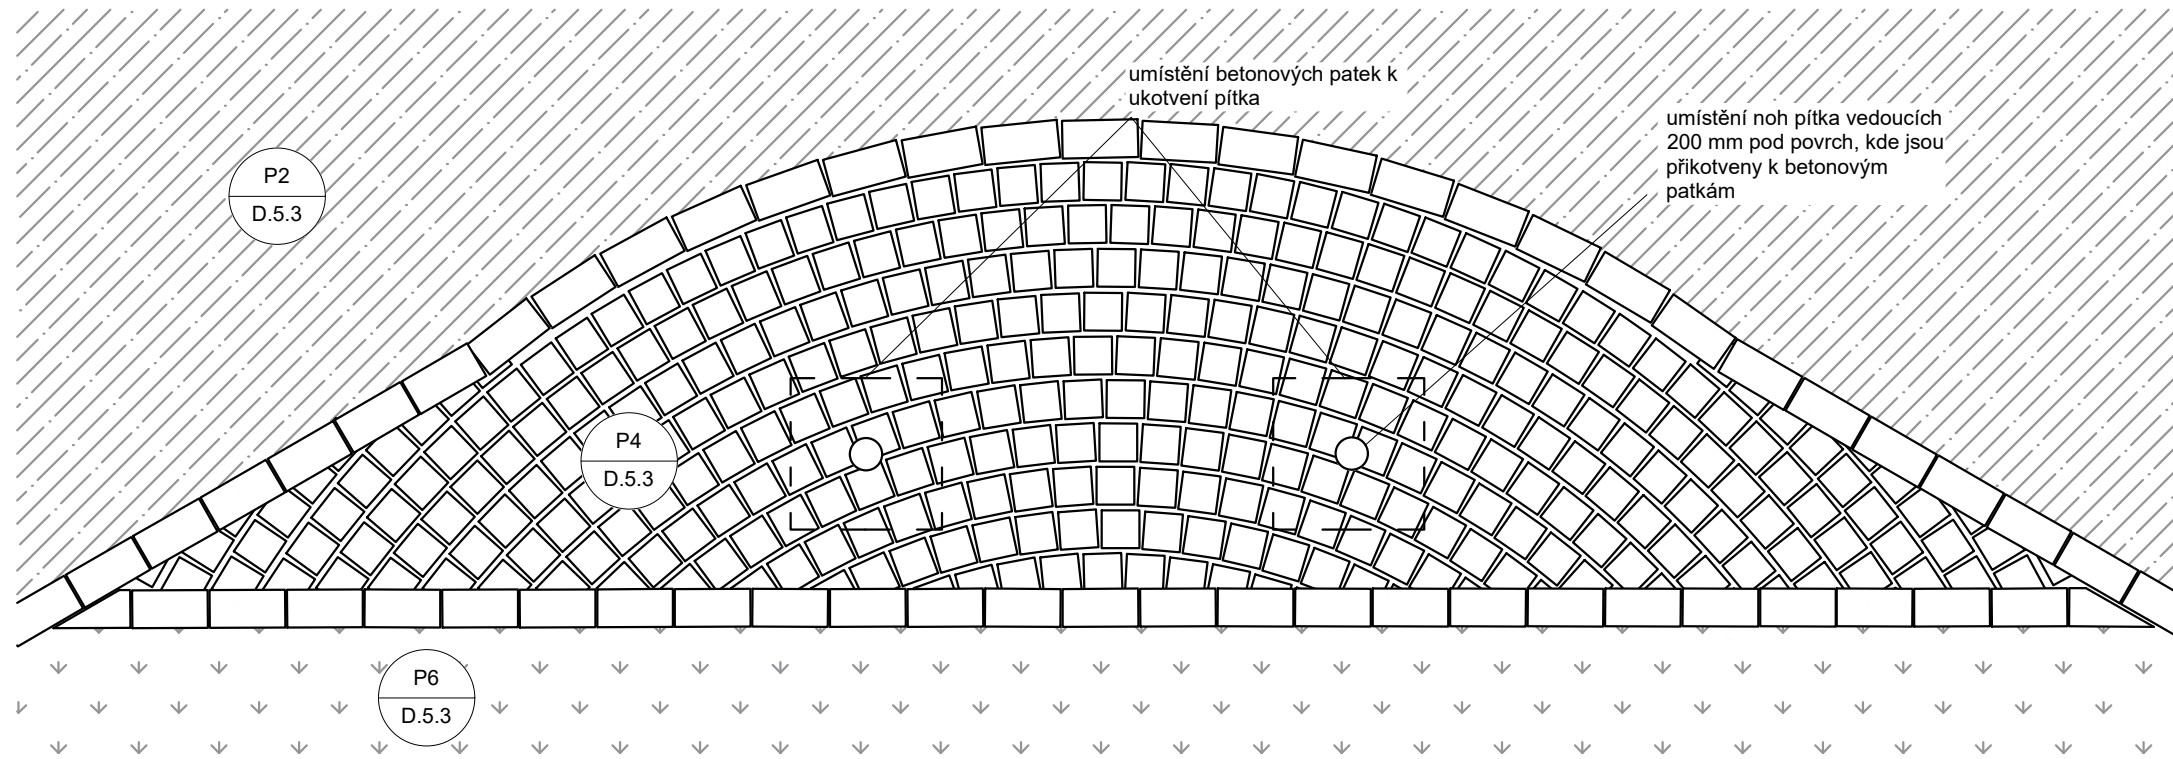 umístění betonových patek k
ukotvení pítka
umístění noh pítka vedoucích
200 mm pod povrch, kde jsou
přikotveny k betonovým
patkám
P2
D.5.3
P4
D.5.3
P6
D.5.3